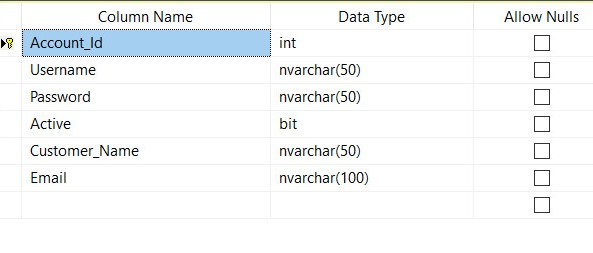 Column Name Data Type Allow Nulls
Account_Id int
Username nvarchar(50)
Password nvarchar(50)
Active bit
Customer_Name nvarchar(50)
Email nvarchar(100)